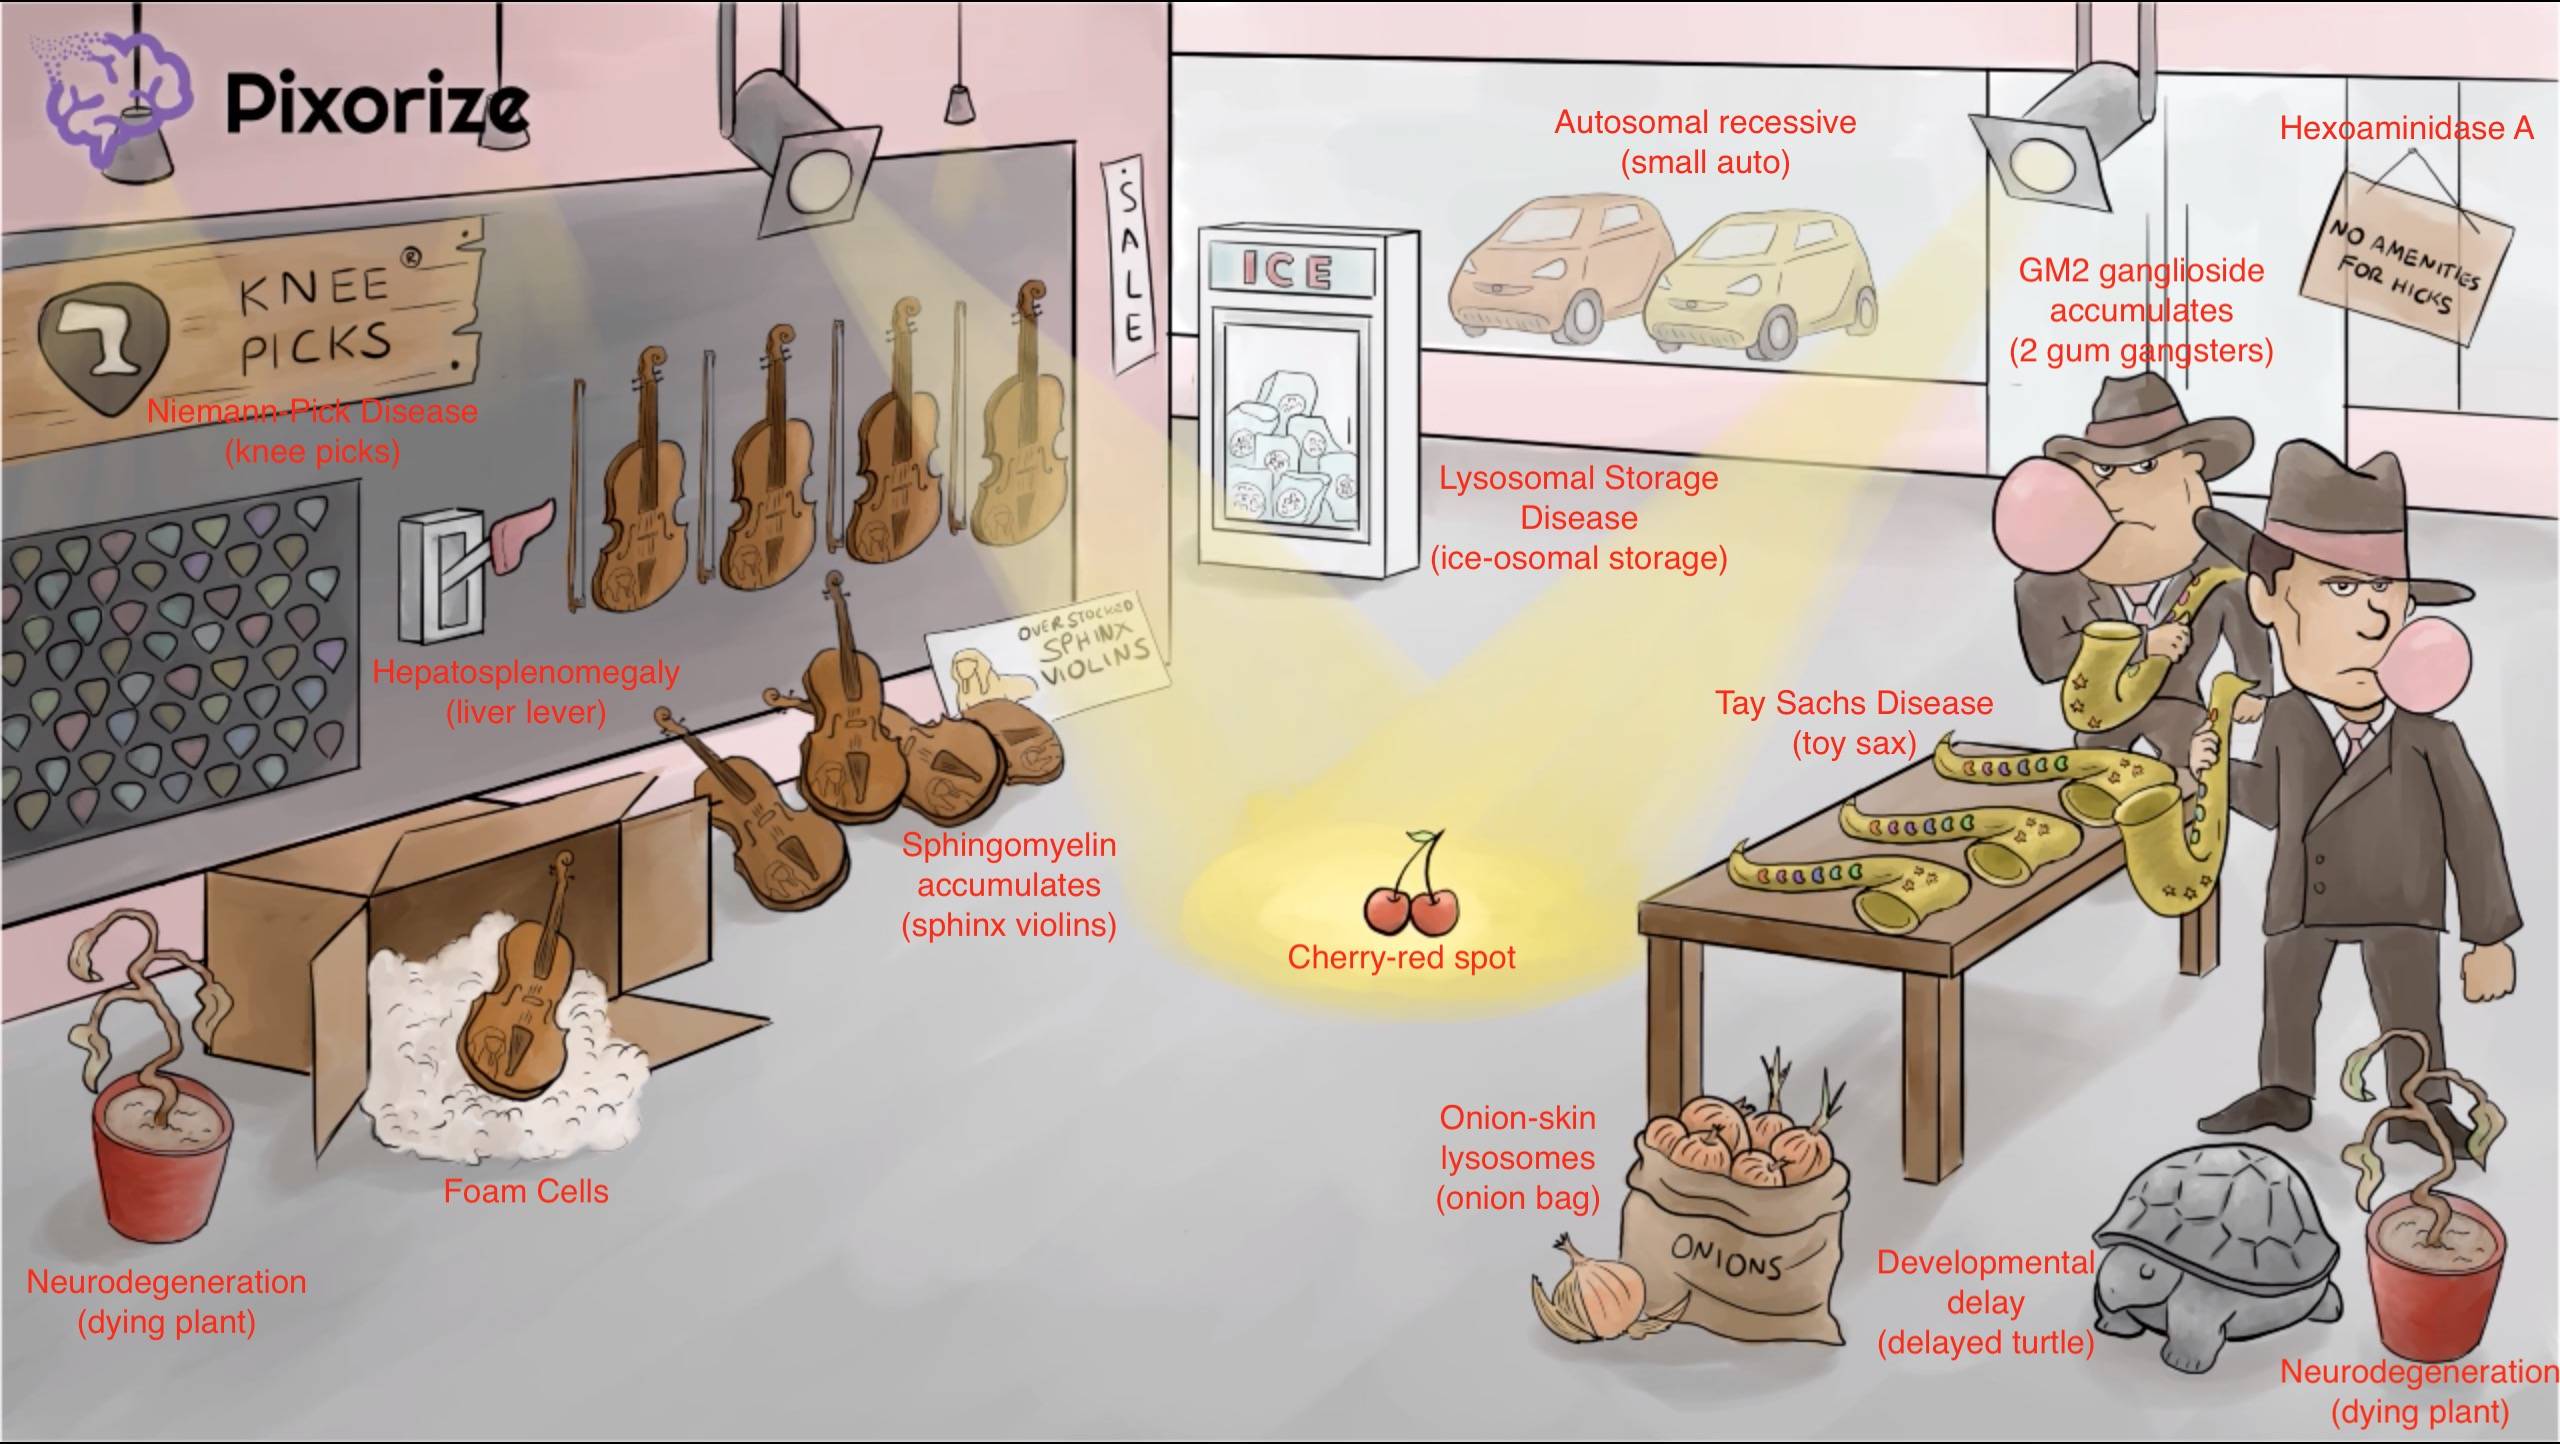 Pixorize
KNEE ®
PICKS
Niemann-Pick Disease
(knee picks)
Hepatosplenomegaly
(liver lever)
SALE
OVERSTOCKED
SPHINX
VIOLINS
Sphingomyelin
accumulates
(sphinx violins)
Foam Cells
Neurodegeneration
(dying plant)
ICE
Autosomal recessive
(small auto)
Lysosomal Storage
Disease
(ice-osomal storage)
Cherry-red spot
Hexoaminidase A
NO AMENITIES
FOR HICKS
GM2 ganglioside
accumulates
(2 gum gangsters)
Tay Sachs Disease
(toy sax)
Onion-skin
lysosomes
(onion bag)
ONIONS
Developmental
delay
(delayed turtle)
Neurodegeneration
(dying plant)